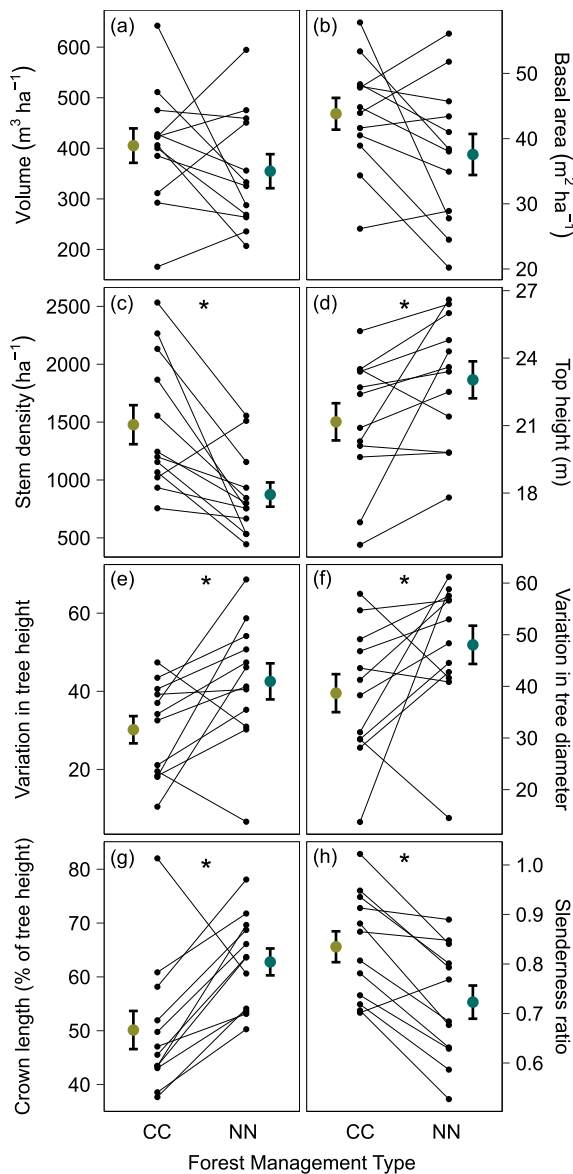 (a)
(b)
Volume (m³ ha⁻¹)
600
500
400
300
200
50
40
30
20
Basal area (m² ha⁻¹)
(c)
*
(d)
*
Stem density (ha⁻¹)
2500
2000
1500
1000
500
27
24
21
18
Top height (m)
(e)
*
(f)
*
Variation in tree height
60
40
20
60
50
40
30
20
Variation in tree diameter
(g)
*
(h)
*
Crown length (% of tree height)
80
70
60
50
40
1.0
0.9
0.8
0.7
0.6
Slenderness ratio
CC NN CC NN
Forest Management Type